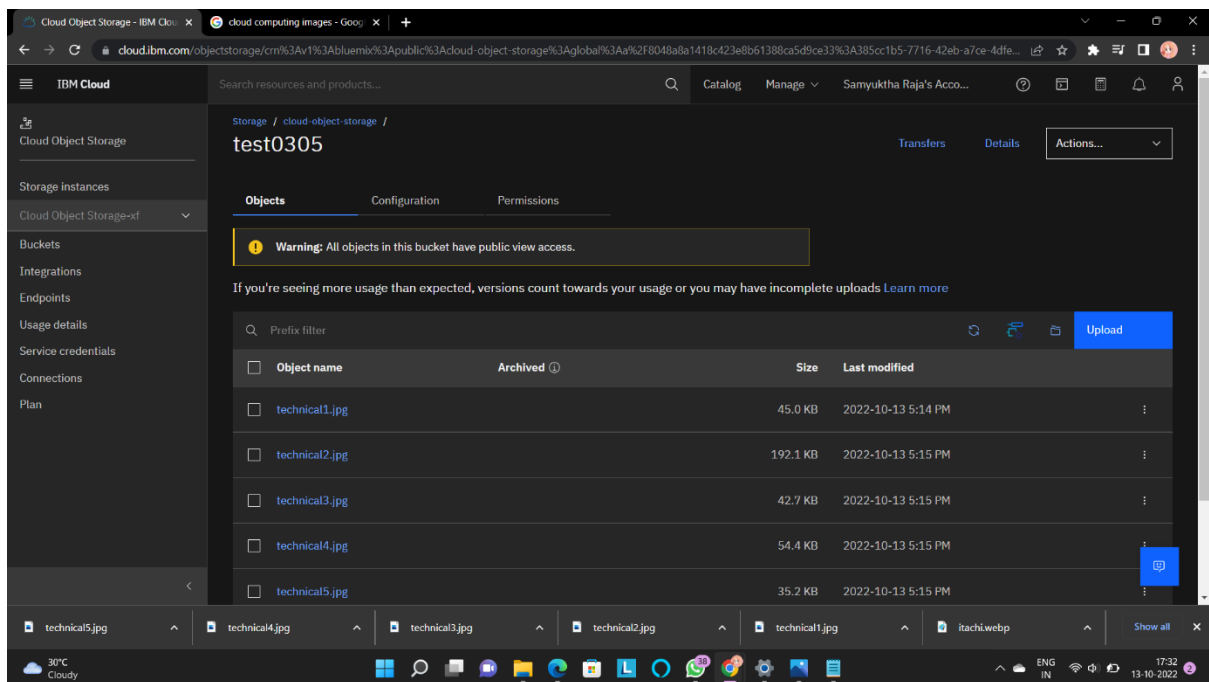 Cloud Object Storage - IBM Clou
cloud computing images - Goog
cloud.ibm.com/objectstorage/crn%3Av1%3Abluemix%3Apublic%3Acloud-object-storage%3Aglobal%3Aa%2F8048a8a1418c423e8b61388ca5d9ce33%3A385cc1b5-7716-42eb-a7ce-4dfe...
IBM Cloud
Search resources and products...
Catalog
Manage
Samyuktha Raja's Acco...
Cloud Object Storage
Storage instances
Cloud Object Storage-xf
Buckets
Integrations
Endpoints
Usage details
Service credentials
Connections
Plan
Storage / cloud-object-storage /
test0305
Transfers
Details
Actions...
Objects
Configuration
Permissions
Warning: All objects in this bucket have public view access.
If you're seeing more usage than expected, versions count towards your usage or you may have incomplete uploads Learn more
Prefix filter
Upload
Object name Archived Size Last modified
technical1.jpg 45.0 KB 2022-10-13 5:14 PM
technical2.jpg 192.1 KB 2022-10-13 5:15 PM
technical3.jpg 42.7 KB 2022-10-13 5:15 PM
technical4.jpg 54.4 KB 2022-10-13 5:15 PM
technical5.jpg 35.2 KB 2022-10-13 5:15 PM
technical5.jpg
technical4.jpg
technical3.jpg
technical2.jpg
technical1.jpg
itachi.webp
Show all
30°C
Cloudy
L
38
ENG
IN
17:32
13-10-2022
2